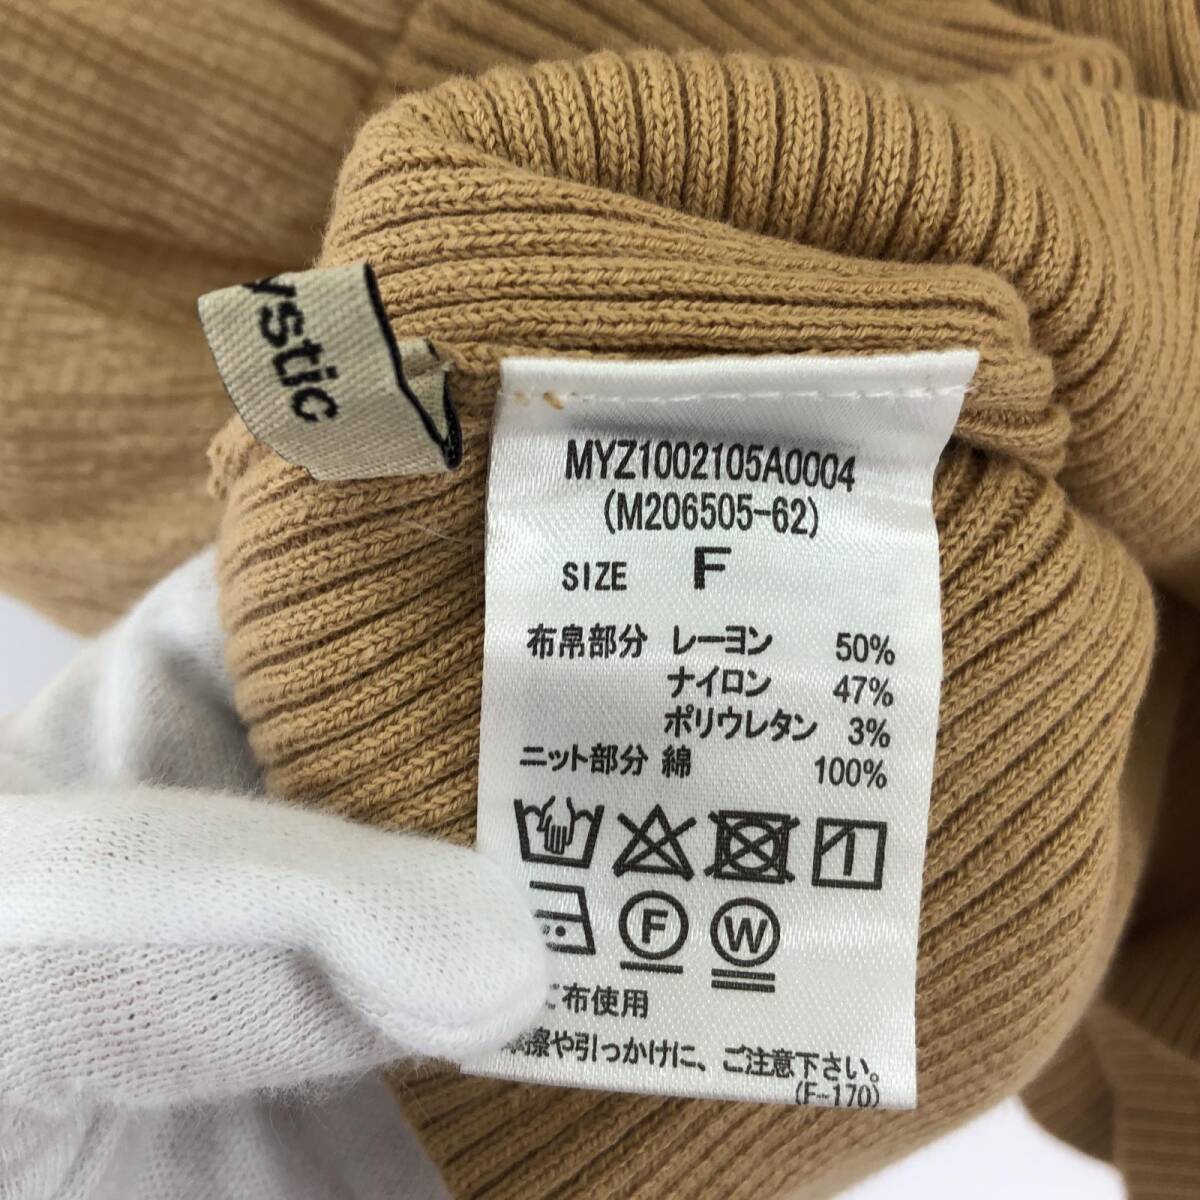 ystic
MYZ1002105A0004
(M206505-62)
SIZE F
布帛部分 レーヨン 50%
ナイロン 47%
ポリウレタン 3%
ニット部分 綿 100%
F W
布使用
擦や引っかけに、ご注意下さい。
(F-170)